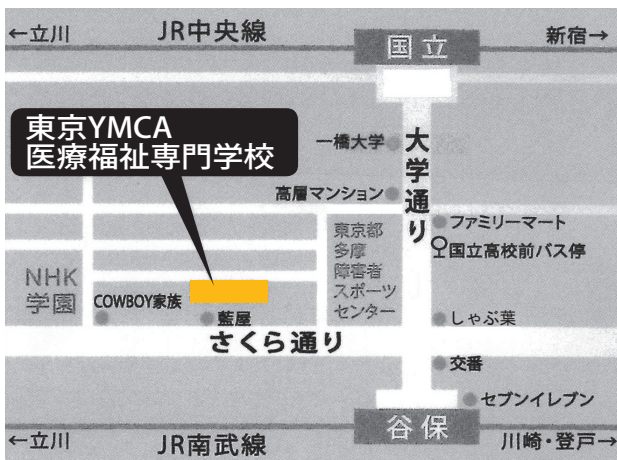 ←立川
JR中央線
国立
新宿→
東京YMCA
医療福祉専門学校
一橋大学
大学通り
高層マンション
東京都
多摩
障害者
スポーツ
センター
ファミリーマート
国立高校前バス停
NHK
学園
COWBOY家族
藍屋
しゃぶ葉
さくら通り
交番
セブンイレブン
谷保
←立川
JR南武線
川崎・登戸→